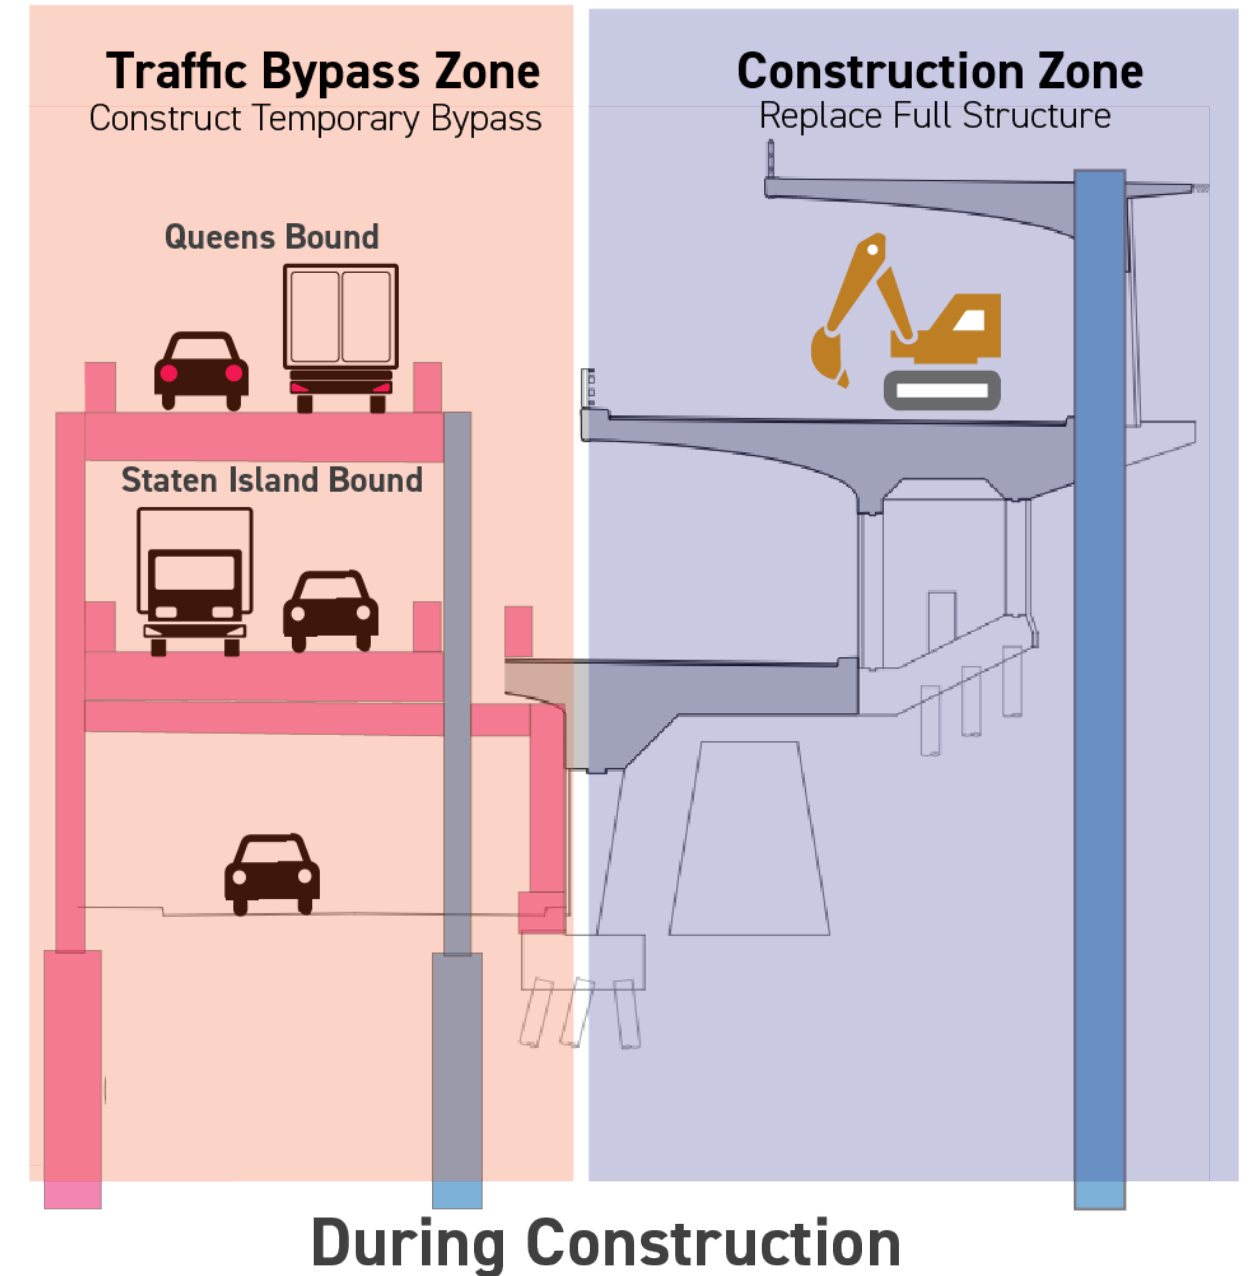 Traffic Bypass Zone
Construct Temporary Bypass
Queens Bound
Staten Island Bound
Construction Zone
Replace Full Structure
During Construction